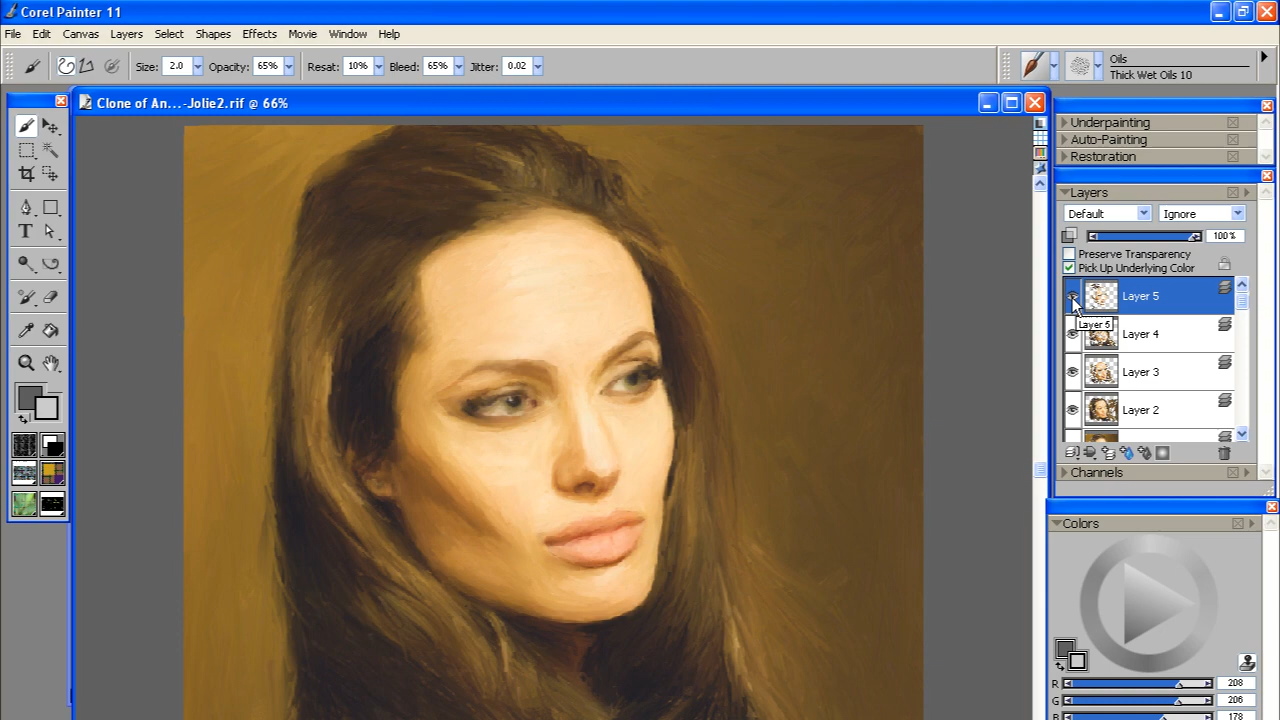 Corel Painter 11
File Edit Canvas Layers Select Shapes Effects Movie Window Help
Size: 2.0 Opacity: 65% Resat: 10% Bleed: 65% Jitter: 0.02
Oils
Thick Wet Oils 10
Clone of An...-Jolie2.rif @ 66%
Underpainting
Auto-Painting
Restoration
Layers
Default Ignore
100%
Preserve Transparency
Pick Up Underlying Color
Layer 5
Layer 5
Layer 4
Layer 3
Layer 2
Channels
Colors
R 208
G 206
B 178
T